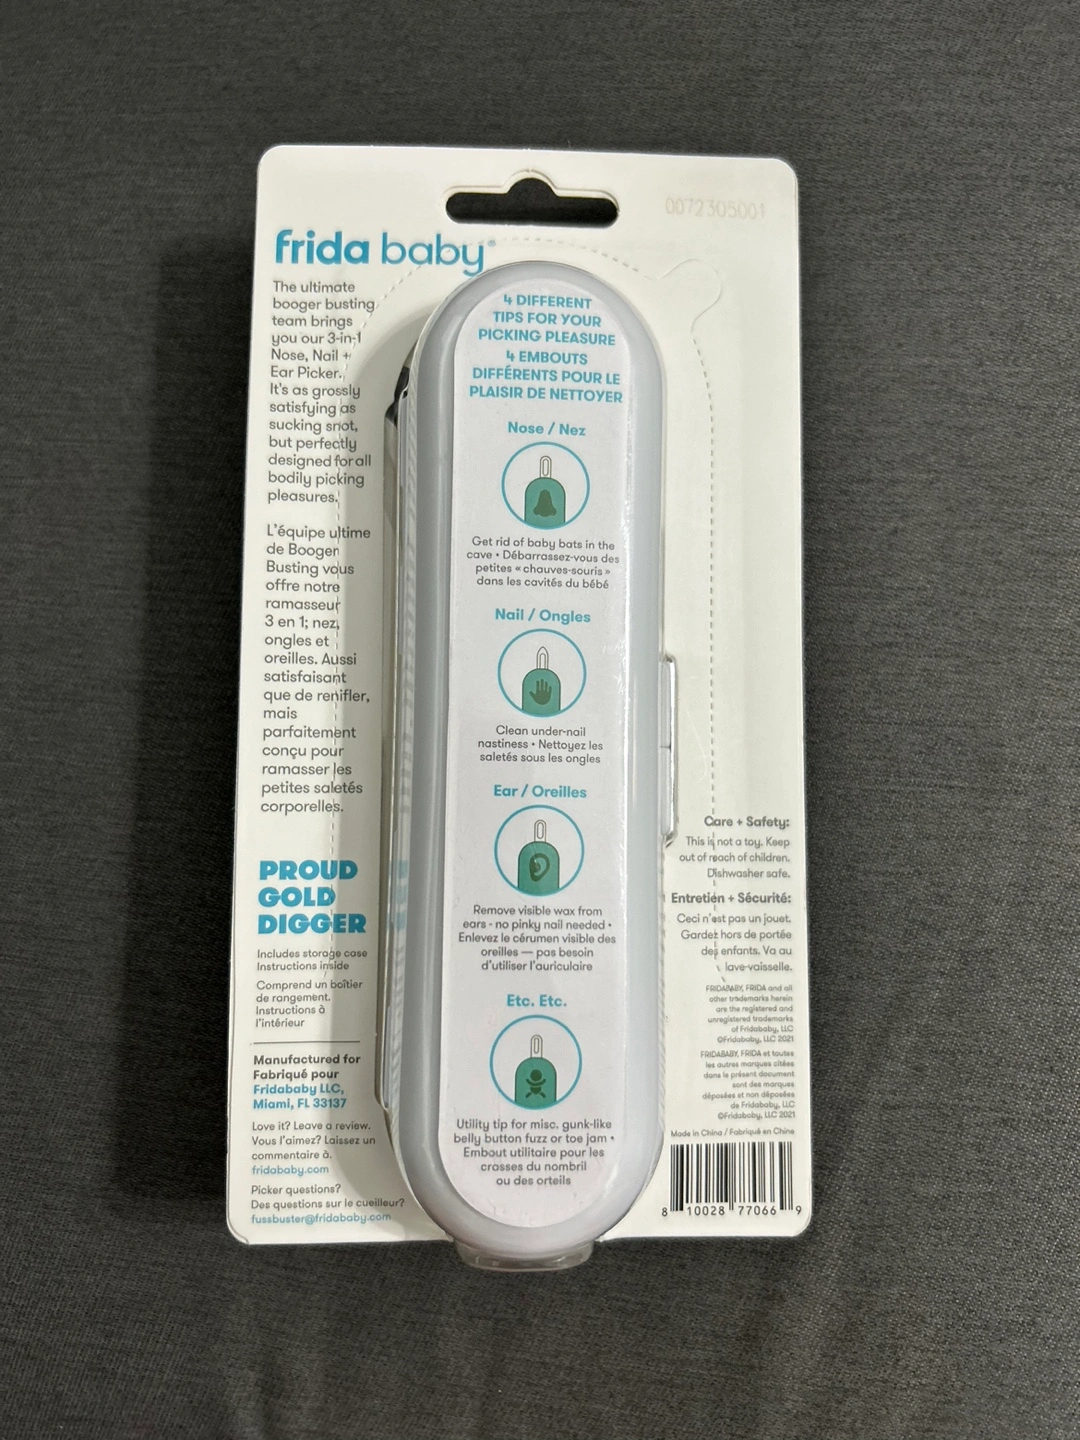 0072305001
frida baby®
The ultimate
booger busting
team brings
you our 3-in-1
Nose, Nail +
Ear Picker.
It's as grossly
satisfying as
sucking snot,
but perfectly
designed for all
bodily picking
pleasures.
L'équipe ultime
de Booger
Busting vous
offre notre
ramasseur
3 en 1; nez,
ongles et
oreilles. Aussi
satisfaisant
que de renifler,
mais
parfaitement
conçu pour
ramasser les
petites saletés
corporelles.
PROUD
GOLD
DIGGER
Includes storage case
Instructions inside
Comprend un boîtier
de rangement.
Instructions à
l'intérieur
Manufactured for
Fabriqué pour
Fridababy LLC,
Miami, FL 33137
Love it? Leave a review.
Vous l'aimez? Laissez un
commentaire à.
fridababy.com
Picker questions?
Des questions sur le cueilleur?
fussbuster@fridababy.com
4 DIFFERENT
TIPS FOR YOUR
PICKING PLEASURE
4 EMBOUTS
DIFFÉRENTS POUR LE
PLAISIR DE NETTOYER
Nose / Nez
Get rid of baby bats in the
cave • Débarrassez-vous des
petites « chauves-souris »
dans les cavités du bébé
Nail / Ongles
Clean under-nail
nastiness • Nettoyez les
saletés sous les ongles
Ear / Oreilles
Remove visible wax from
ears - no pinky nail needed •
Enlevez le cérumen visible des
oreilles — pas besoin
d'utiliser l'auriculaire
Etc. Etc.
Utility tip for misc. gunk-like
belly button fuzz or toe jam •
Embout utilitaire pour les
crasses du nombril
ou des orteils
Care + Safety:
This is not a toy. Keep
out of reach of children.
Dishwasher safe.
Entretien + Sécurité:
Ceci n'est pas un jouet.
Gardez hors de portée
des enfants. Va au
lave-vaisselle.
FRIDABABY, FRIDA and all
other trademarks herein
are the registered and
unregistered trademarks
of Fridababy, LLC
©Fridababy, LLC 2021
FRIDABABY, FRIDA et toutes
les autres marques citées
dans le présent document
sont des marques
déposées et non déposées
de Fridababy, LLC
©Fridababy, LLC 2021
Made in China / Fabriqué en Chine
8 10028 77066 9